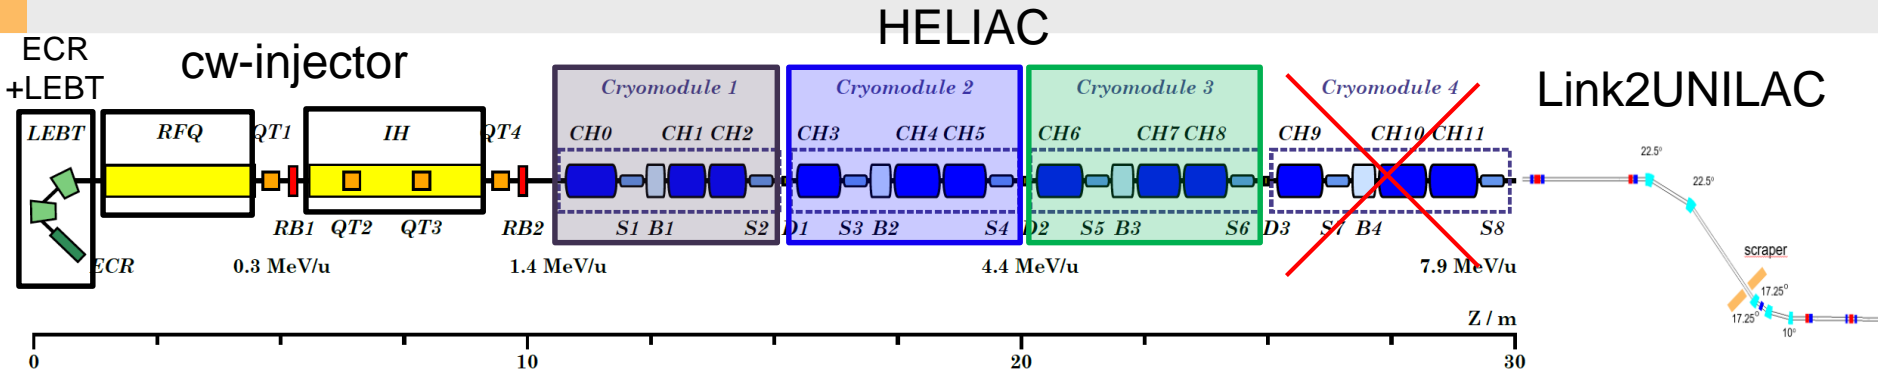 HELIAC
ECR
+LEBT
cw-injector
Link2UNILAC
Cryomodule 1
Cryomodule 2
Cryomodule 3
Cryomodule 4
LEBT
RFQ
QT1
IH
QT4
CH0
CH1 CH2
CH3
CH4 CH5
CH6
CH7 CH8
CH9
CH10 CH11
22.5°
22.5°
RB1
QT2
QT3
RB2
S1 B1
S2
D1
S3 B2
S4
D2
S5 B3
S6
D3
S7 B4
S8
scraper
ECR
0.3 MeV/u
1.4 MeV/u
4.4 MeV/u
7.9 MeV/u
17.25°
17.25°
10°
Z / m
0
10
20
30